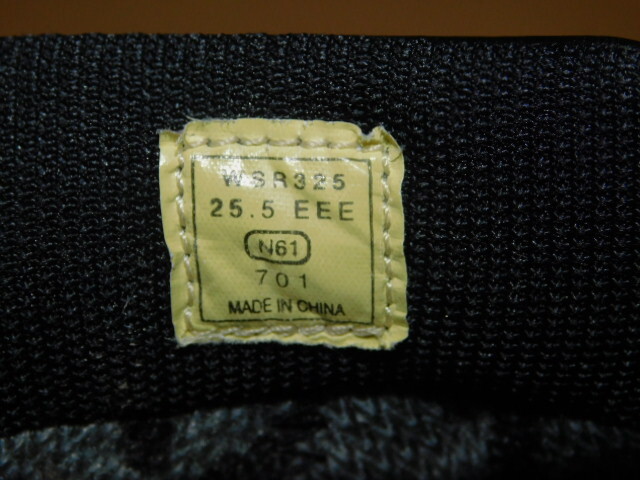 WSR325
25.5 EEE
N61
701
MADE IN CHINA